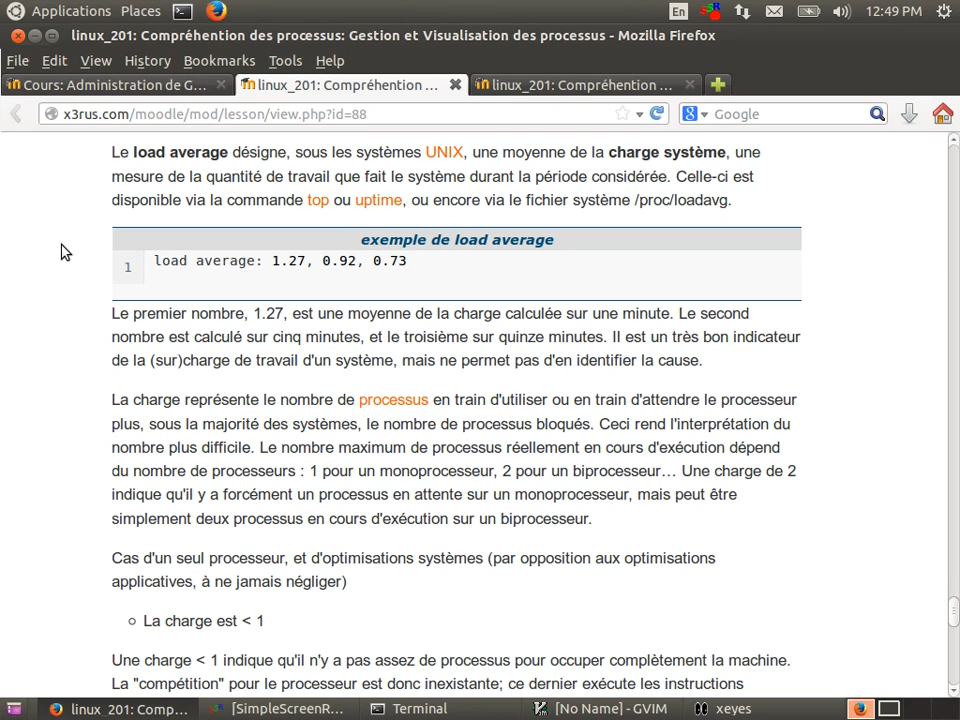 Applications Places En 12:49 PM
linux_201: Compréhention des processus: Gestion et Visualisation des processus - Mozilla Firefox
File Edit View History Bookmarks Tools Help
Cours: Administration de G... linux_201: Compréhention ... linux_201: Compréhention ...
x3rus.com/moodle/mod/lesson/view.php?id=88 Google
Le load average désigne, sous les systèmes UNIX, une moyenne de la charge système, une
mesure de la quantité de travail que fait le système durant la période considérée. Celle-ci est
disponible via la commande top ou uptime, ou encore via le fichier système /proc/loadavg.
exemple de load average
1 load average: 1.27, 0.92, 0.73
Le premier nombre, 1.27, est une moyenne de la charge calculée sur une minute. Le second
nombre est calculé sur cinq minutes, et le troisième sur quinze minutes. Il est un très bon indicateur
de la (sur)charge de travail d'un système, mais ne permet pas d'en identifier la cause.
La charge représente le nombre de processus en train d'utiliser ou en train d'attendre le processeur
plus, sous la majorité des systèmes, le nombre de processus bloqués. Ceci rend l'interprétation du
nombre plus difficile. Le nombre maximum de processus réellement en cours d'exécution dépend
du nombre de processeurs : 1 pour un monoprocesseur, 2 pour un biprocesseur… Une charge de 2
indique qu'il y a forcément un processus en attente sur un monoprocesseur, mais peut être
simplement deux processus en cours d'exécution sur un biprocesseur.
Cas d'un seul processeur, et d'optimisations systèmes (par opposition aux optimisations
applicatives, à ne jamais négliger)
La charge est < 1
Une charge < 1 indique qu'il n'y a pas assez de processus pour occuper complètement la machine.
La "compétition" pour le processeur est donc inexistante; ce dernier exécute les instructions
linux_201: Comp... [SimpleScreenR... Terminal [No Name] - GVIM xeyes